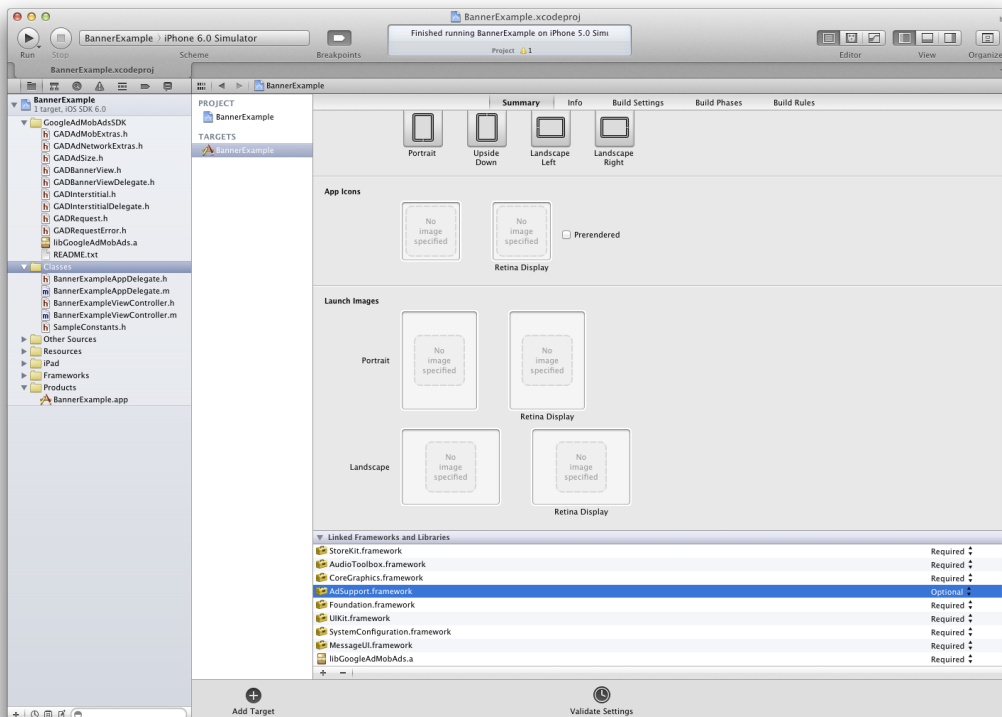 BannerExample.xcodeproj
BannerExample iPhone 6.0 Simulator
Finished running BannerExample on iPhone 5.0 Simu
Project 1
Run
Stop
Scheme
Breakpoints
Editor
View
Organize
BannerExample.xcodeproj
BannerExample
BannerExample
1 target, iOS SDK 6.0
GoogleAdMobAdsSDK
h GADAdMobExtras.h
h GADAdNetworkExtras.h
h GADAdSize.h
h GADBannerView.h
h GADBannerViewDelegate.h
h GADInterstitial.h
h GADInterstitialDelegate.h
h GADRequest.h
h GADRequestError.h
libGoogleAdMobAds.a
README.txt
Classes
h BannerExampleAppDelegate.h
m BannerExampleAppDelegate.m
h BannerExampleViewController.h
m BannerExampleViewController.m
h SampleConstants.h
Other Sources
Resources
iPad
Frameworks
Products
BannerExample.app
PROJECT
BannerExample
TARGETS
BannerExample
Summary
Info
Build Settings
Build Phases
Build Rules
Portrait
Upside
Down
Landscape
Left
Landscape
Right
App Icons
No
image
specified
No
image
specified
Prerendered
Retina Display
Launch Images
Portrait
No
image
specified
No
image
specified
Retina Display
Landscape
No
image
specified
No
image
specified
Retina Display
Linked Frameworks and Libraries
StoreKit.framework Required
AudioToolbox.framework Required
CoreGraphics.framework Required
AdSupport.framework Optional
Foundation.framework Required
UIKit.framework Required
SystemConfiguration.framework Required
MessageUI.framework Required
libGoogleAdMobAds.a Required
Add Target
Validate Settings